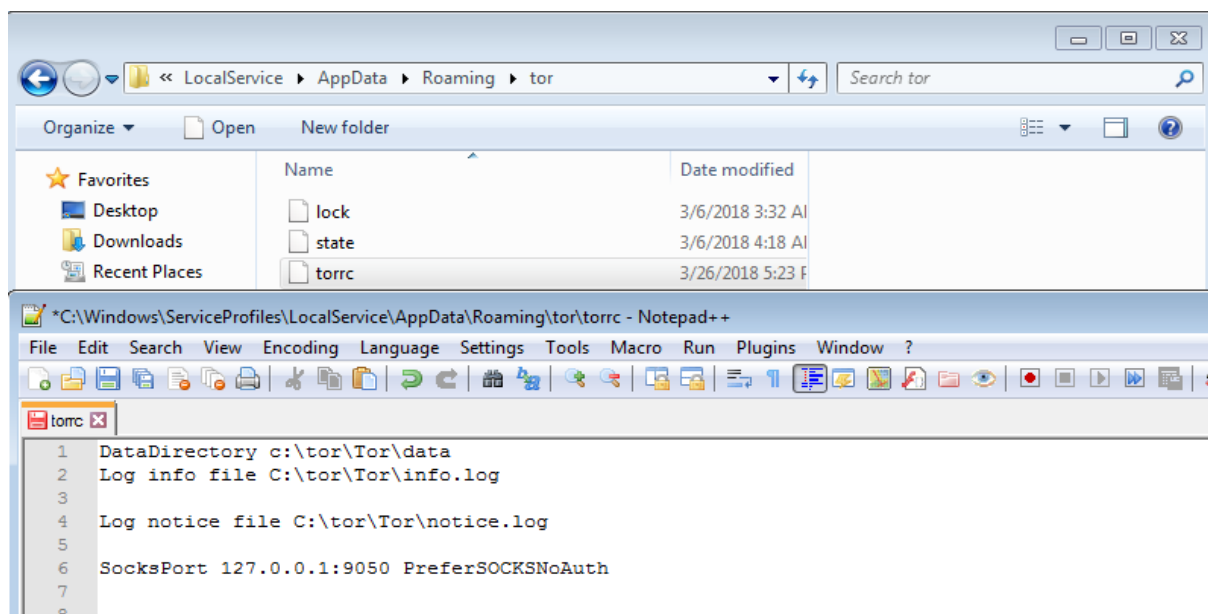 « LocalService ▸ AppData ▸ Roaming ▸ tor
Search tor
Organize Open New folder
Name Date modified
Favorites
Desktop
Downloads
Recent Places
lock 3/6/2018 3:32 AM
state 3/6/2018 4:18 AM
torrc 3/26/2018 5:23 P
*C:\Windows\ServiceProfiles\LocalService\AppData\Roaming\tor\torrc - Notepad++
File Edit Search View Encoding Language Settings Tools Macro Run Plugins Window ?
torrc
1 DataDirectory c:\tor\Tor\data
2 Log info file C:\tor\Tor\info.log
3
4 Log notice file C:\tor\Tor\notice.log
5
6 SocksPort 127.0.0.1:9050 PreferSOCKSNoAuth
7
8